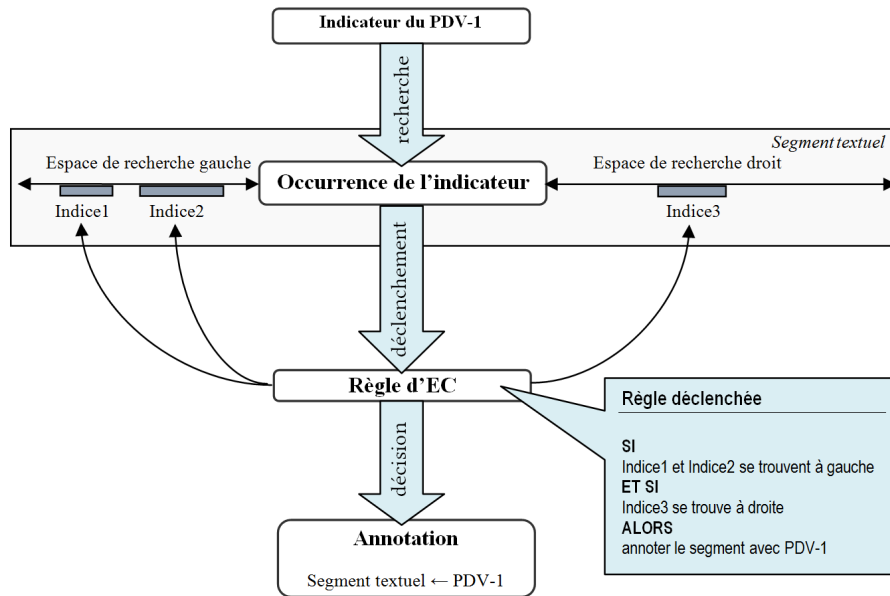 Indicateur du PDV-1
recherche
Segment textuel
Espace de recherche gauche
Espace de recherche droit
Occurrence de l'indicateur
Indice1
Indice2
Indice3
déclenchement
Règle d'EC
Règle déclenchée
SI
Indice1 et Indice2 se trouvent à gauche
ET SI
Indice3 se trouve à droite
ALORS
annoter le segment avec PDV-1
décision
Annotation
Segment textuel ← PDV-1